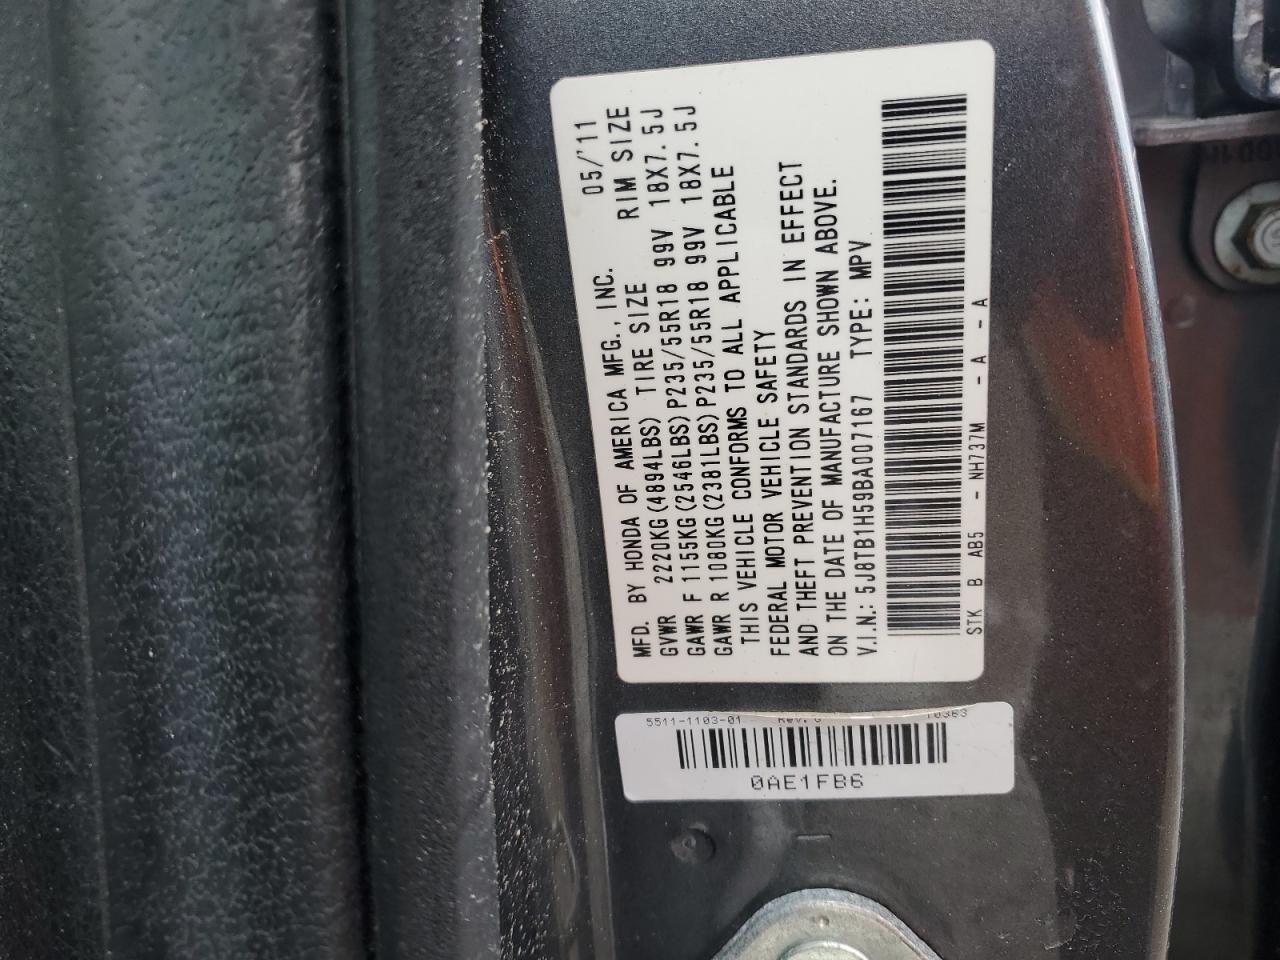 MFD. BY HONDA OF AMERICA MFG., INC. 05/'11
GVWR 2220KG(4894LBS) TIRE SIZE RIM SIZE
GAWR F 1155KG(2546LBS)P235/55R18 99V 18X7.5J
GAWR R 1080KG(2381LBS)P235/55R18 99V 18X7.5J
THIS VEHICLE CONFORMS TO ALL APPLICABLE
FEDERAL MOTOR VEHICLE SAFETY
AND THEFT PREVENTION STANDARDS IN EFFECT
ON THE DATE OF MANUFACTURE SHOWN ABOVE.
V.I.N.: 5J8TB1H59BA007167 TYPE: MPV
STK B AB5 - NH737M - A - A
5511-1103-01 Rev. 10363
0AE1FB6